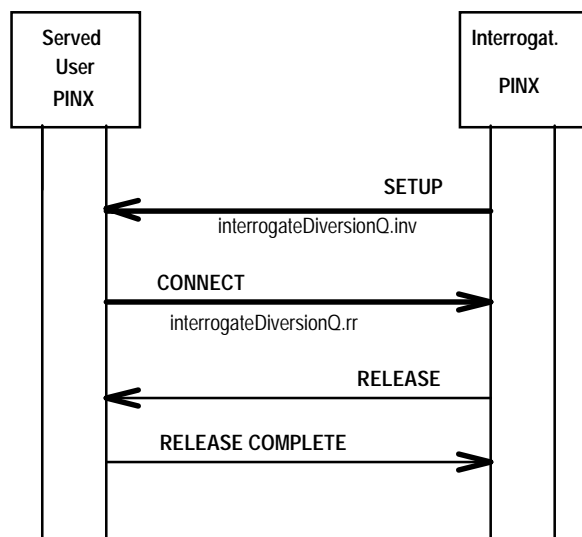 Served
User
PINX
Interrogat.
PINX
SETUP
interrogateDiversionQ.inv
CONNECT
interrogateDiversionQ.rr
RELEASE
RELEASE COMPLETE